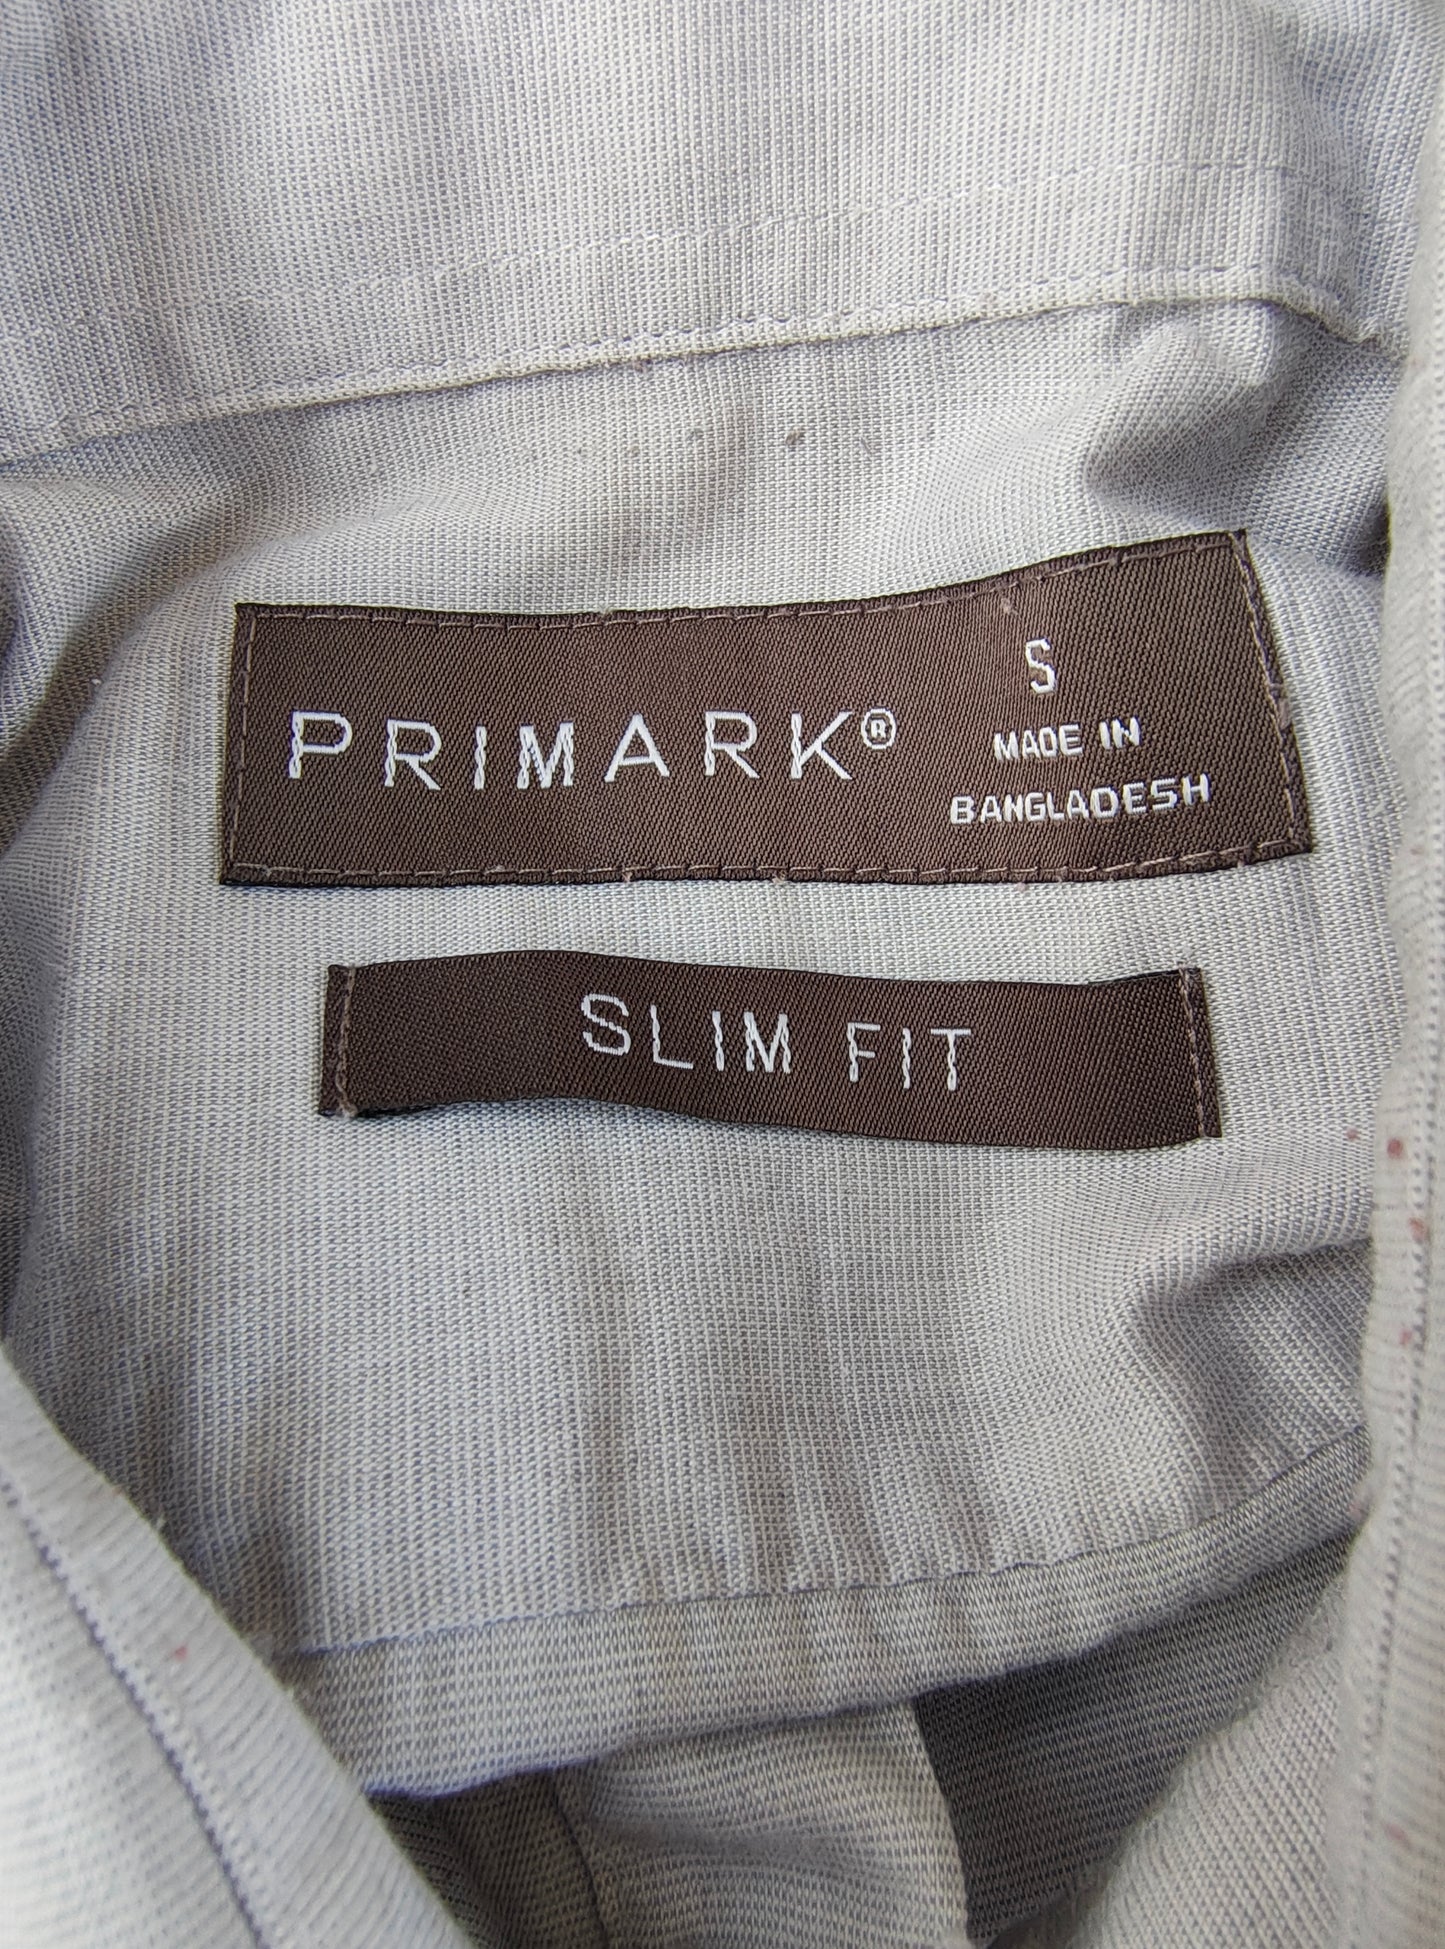 PRIMARK®
S
MADE IN
BANGLADESH
SLIM FIT